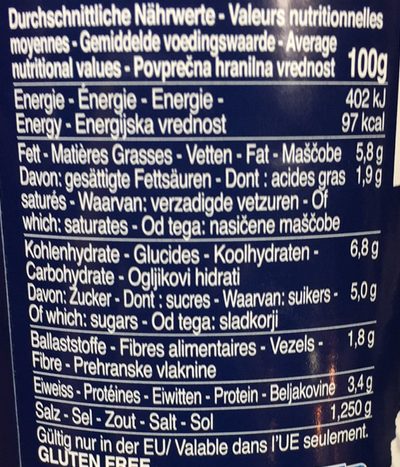 Durchschnittliche Nährwerte - Valeurs nutritionnelles
moyennes - Gemiddelde voedingswaarde - Average
nutritional values - Povprečna hranilna vrednost 100g
Energie - Énergie - Energie - 402 kJ
Energy - Energijska vrednost 97 kcal
Fett - Matières Grasses - Vetten - Fat - Maščobe 5,8 g
Davon: gesättigte Fettsäuren - Dont : acides gras 1,9 g
saturés - Waarvan: verzadigde vetzuren - Of
which: saturates - Od tega: nasičene maščobe
Kohlenhydrate - Glucides - Koolhydraten - 6,8 g
Carbohydrate - Ogljikovi hidrati
Davon: Zucker - Dont : sucres - Waarvan: suikers - 5,0 g
Of which: sugars - Od tega: sladkorji
Ballaststoffe - Fibres alimentaires - Vezels - 1,8 g
Fibre - Prehranske vlaknine
Eiweiss - Protéines - Eiwitten - Protein - Beljakovine 3,4 g
Salz - Sel - Zout - Salt - Sol 1,250 g
Gültig nur in der EU/ Valable dans l'UE seulement.
GLUTEN FREE